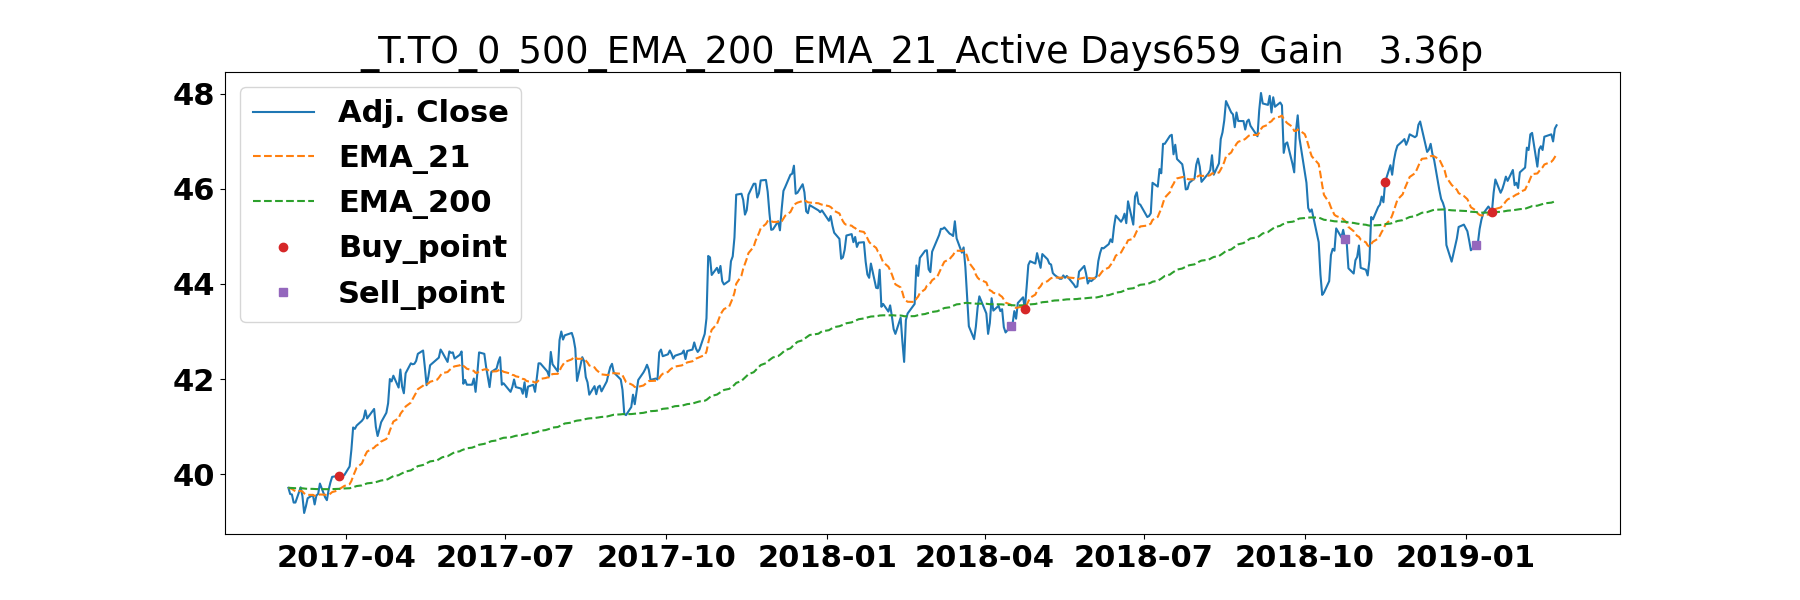 _T.TO_0_500_EMA_200_EMA_21_Active Days659_Gain   3.36p
48
46
44
42
40
Adj. Close
EMA_21
EMA_200
Buy_point
Sell_point
2017-04 2017-07 2017-10 2018-01 2018-04 2018-07 2018-10 2019-01